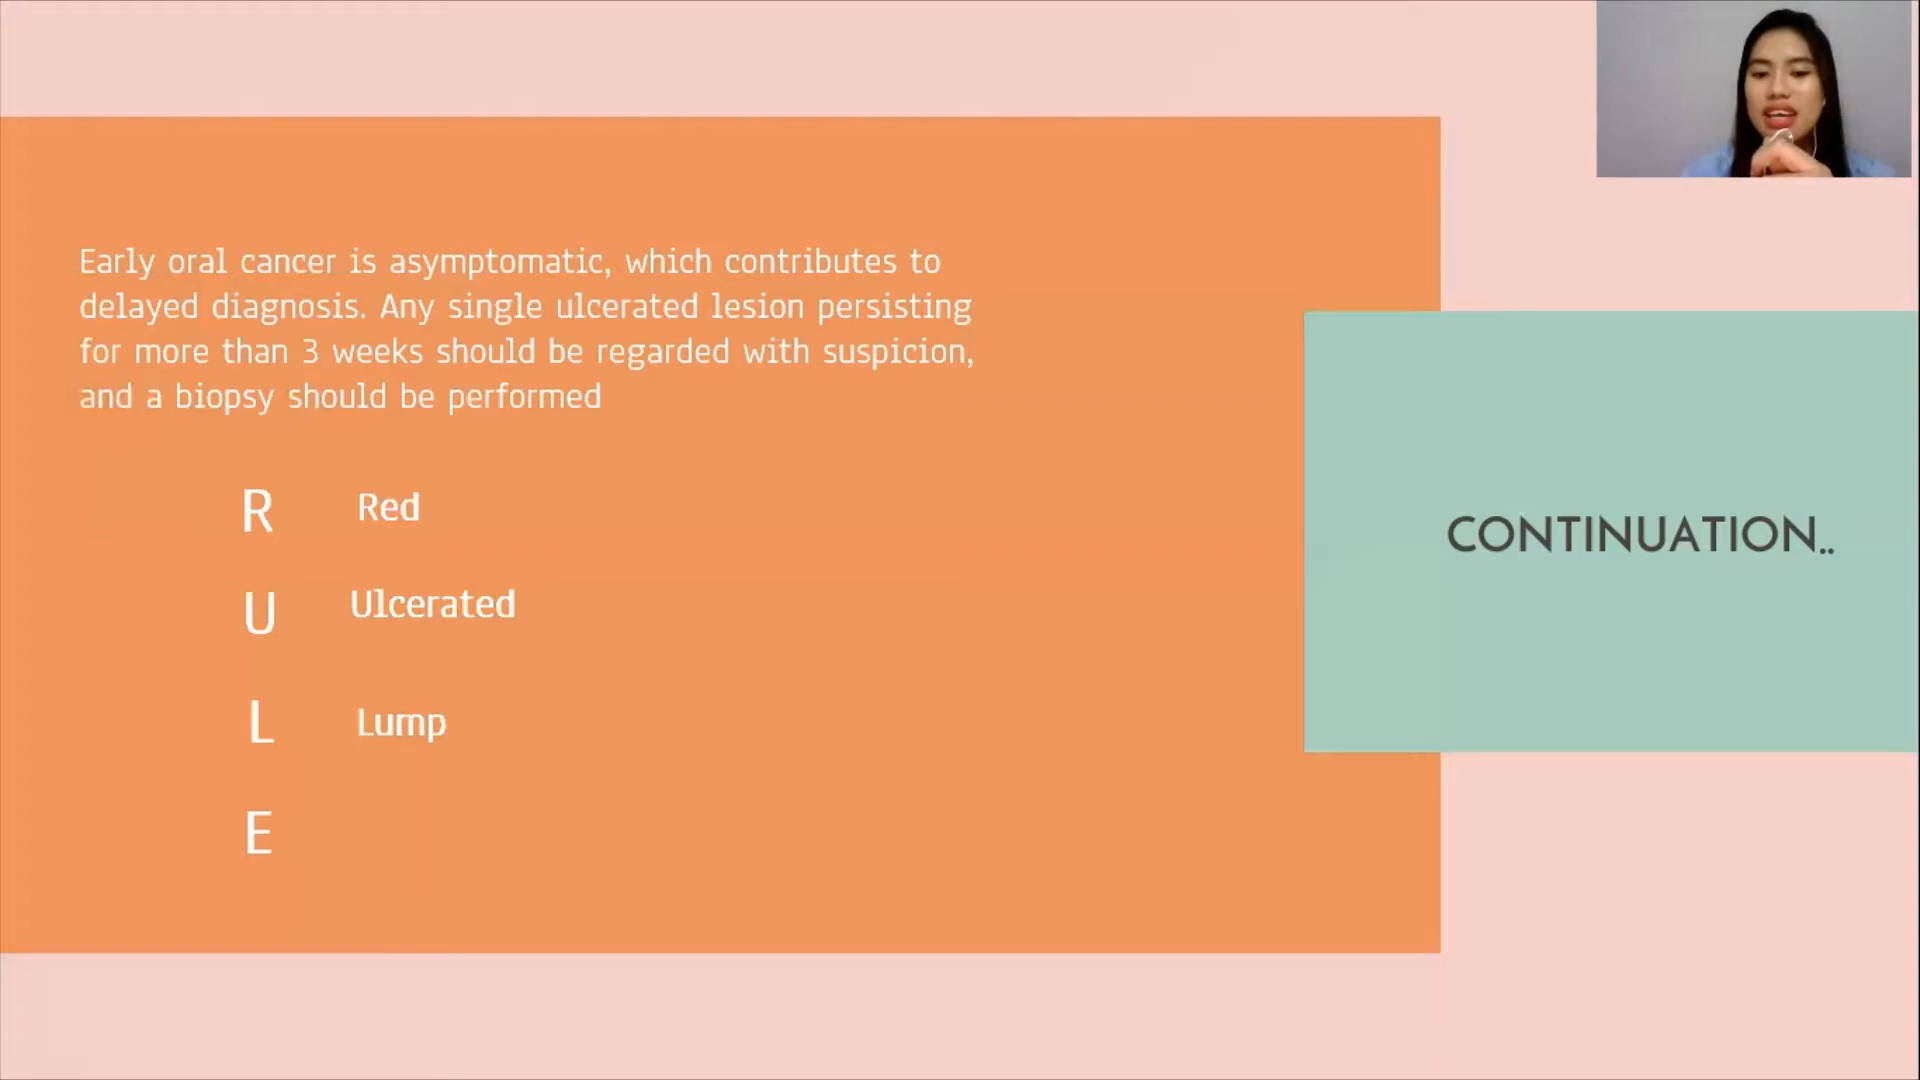 Early oral cancer is asymptomatic, which contributes to
delayed diagnosis. Any single ulcerated lesion persisting
for more than 3 weeks should be regarded with suspicion,
and a biopsy should be performed
R Red
U Ulcerated
L Lump
E
CONTINUATION..